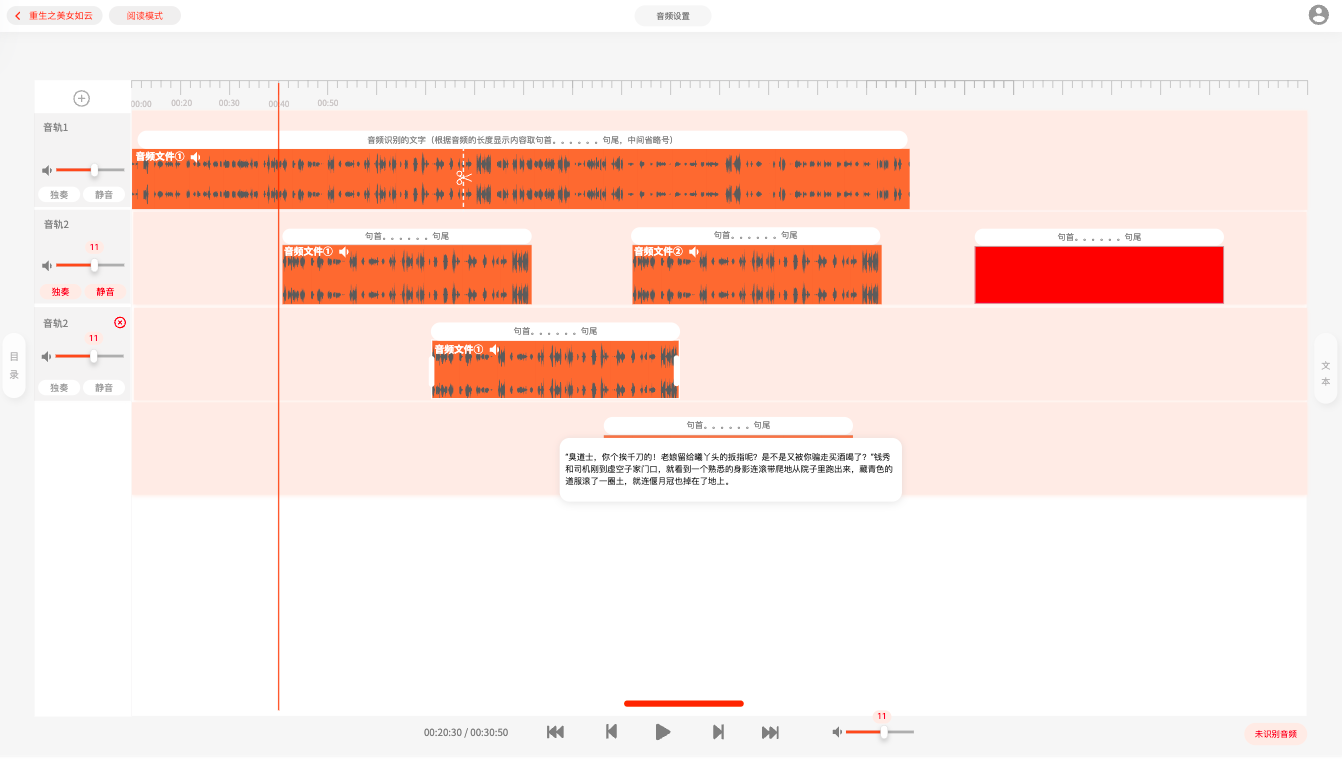 重生之美女如云
阅读模式
音频设置
00:00
00:20
00:30
00:40
00:50
音轨1
独奏
静音
音频识别的文字（根据音频的长度显示内容取句首。。。。。。句尾，中间省略号）
音频文件①
音轨2
11
独奏
静音
句首。。。。。。句尾
音频文件①
句首。。。。。。句尾
音频文件②
句首。。。。。。句尾
音轨2
11
独奏
静音
句首。。。。。。句尾
音频文件①
目录
文本
句首。。。。。。句尾
“臭道士，你个挨千刀的！老娘留给曦丫头的扳指呢？是不是又被你骗走买酒喝了？”钱秀
和司机刚到虚空子家门口，就看到一个熟悉的身影连滚带爬地从院子里跑出来，藏青色的
道服滚了一圈土，就连偃月冠也掉在了地上。
00:20:30 / 00:30:50
11
未识别音频